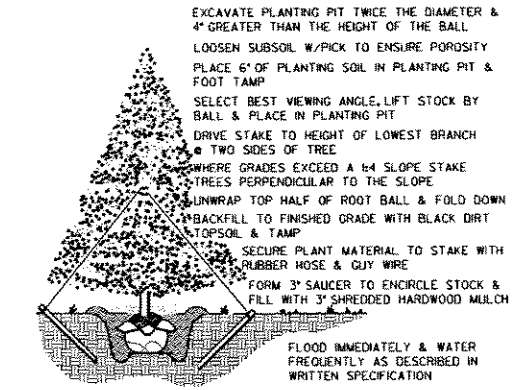 EXCAVATE PLANTING PIT TWICE THE DIAMETER &
4" GREATER THAN THE HEIGHT OF THE BALL
LOOSEN SUBSOIL W/PICK TO ENSURE POROSITY
PLACE 6" OF PLANTING SOIL IN PLANTING PIT &
FOOT TAMP
SELECT BEST VIEWING ANGLE, LIFT STOCK BY
BALL & PLACE IN PLANTING PIT
DRIVE STAKE TO HEIGHT OF LOWEST BRANCH
@ TWO SIDES OF TREE
WHERE GRADES EXCEED A 1:4 SLOPE STAKE
TREES PERPENDICULAR TO THE SLOPE
UNWRAP TOP HALF OF ROOT BALL & FOLD DOWN
BACKFILL TO FINISHED GRADE WITH BLACK DIRT
TOPSOIL & TAMP
SECURE PLANT MATERIAL TO STAKE WITH
RUBBER HOSE & GUY WIRE
FORM 3" SAUCER TO ENCIRCLE STOCK &
FILL WITH 3" SHREDDED HARDWOOD MULCH
FLOOD IMMEDIATELY & WATER
FREQUENTLY AS DESCRIBED IN
WRITTEN SPECIFICATION